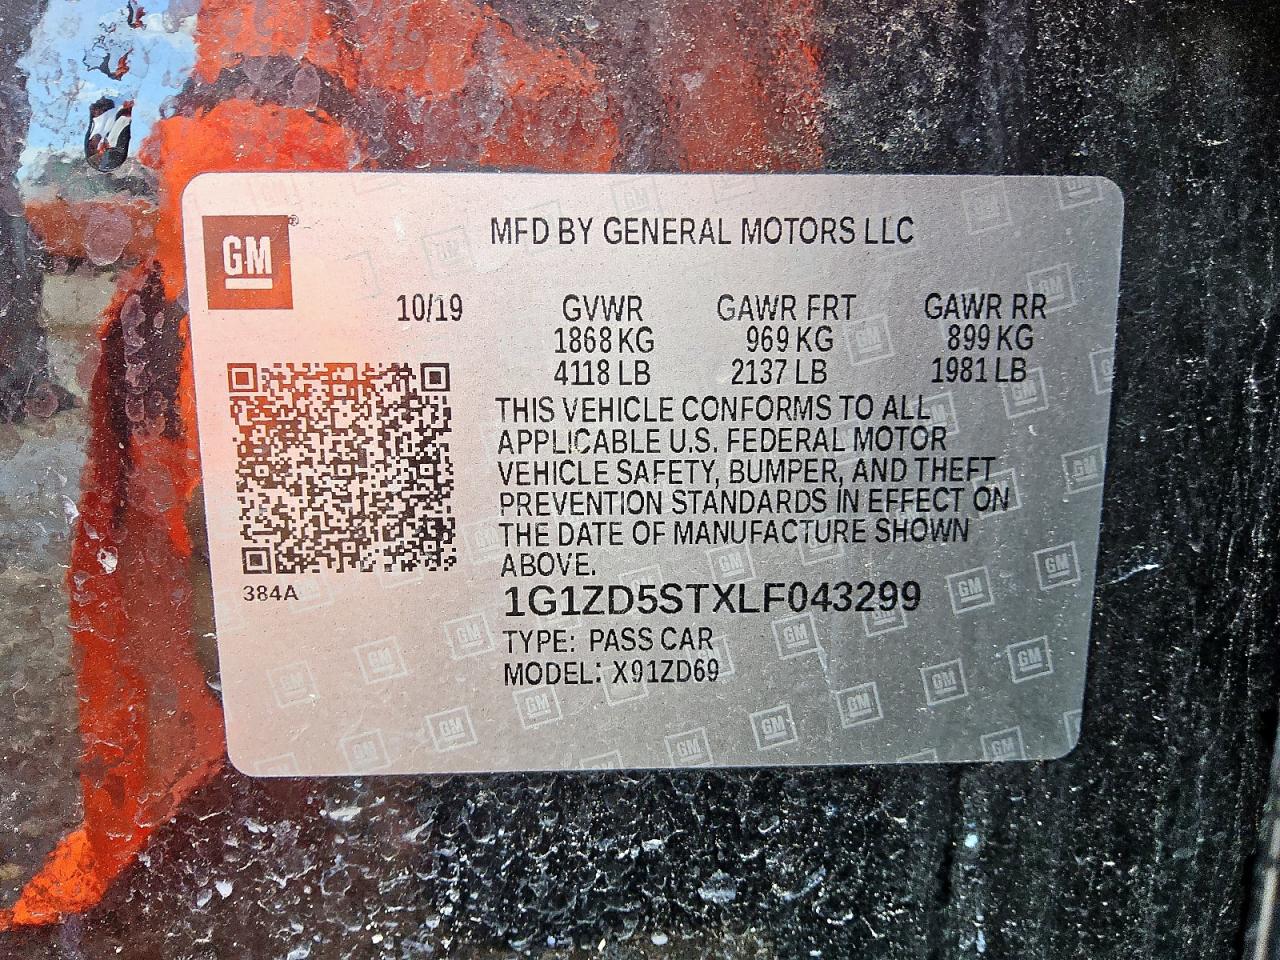 GM
MFD BY GENERAL MOTORS LLC
10/19 GVWR GAWR FRT GAWR RR
1868 KG 969 KG 899 KG
4118 LB 2137 LB 1981 LB
THIS VEHICLE CONFORMS TO ALL
APPLICABLE U.S. FEDERAL MOTOR
VEHICLE SAFETY, BUMPER, AND THEFT
PREVENTION STANDARDS IN EFFECT ON
THE DATE OF MANUFACTURE SHOWN
ABOVE.
384A
1G1ZD5STXLF043299
TYPE: PASS CAR
MODEL: X91ZD69